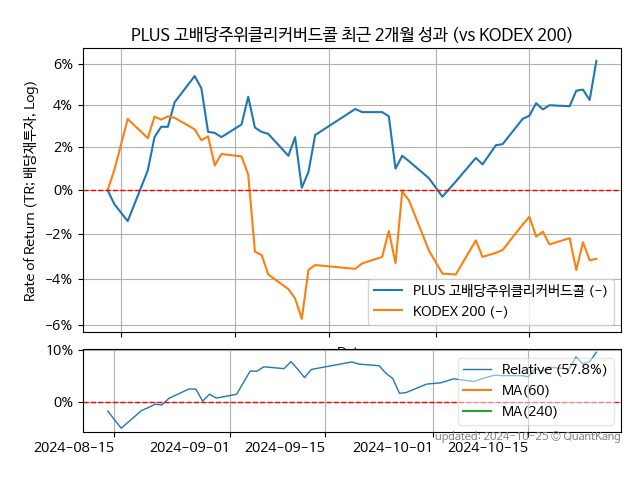 PLUS 고배당주위클리커버드콜 최근 2개월 성과 (vs KODEX 200)
Rate of Return (TR: 배당재투자, Log)
6%
4%
2%
0%
−2%
−4%
−6%
PLUS 고배당주위클리커버드콜 (-)
KODEX 200 (-)
10%
0%
Relative (57.8%)
MA(60)
MA(240)
2024-08-15
2024-09-01
2024-09-15
2024-10-01
2024-10-15
updated: 2024-10-25 © QuantKang